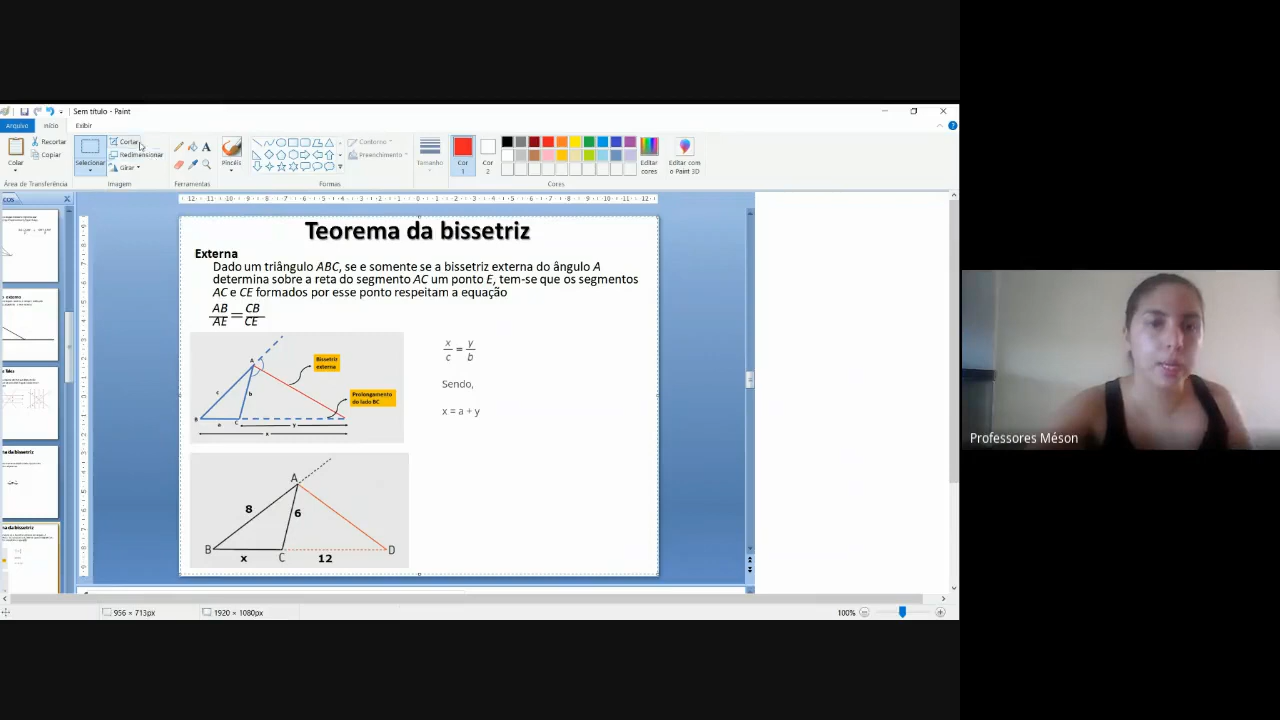 Sem título - Paint
Arquivo
Início
Exibir
Colar
Recortar
Copiar
Área de Transferência
Selecionar
Cortar
Redimensionar
Girar
Imagem
A
Ferramentas
Pincéis
Contorno
Preenchimento
Formas
Tamanho
Cor
1
Cor
2
Editar
cores
Editar com
o Paint 3D
Cores
Teorema da bissetriz
Externa
Dado um triângulo ABC, se e somente se a bissetriz externa do ângulo A
determina sobre a reta do segmento AC um ponto E, tem-se que os segmentos
AC e CE formados por esse ponto respeitam a equação
AB = CB
AE CE
A
Bissetriz
externa
c
b
Prolongamento
do lado BC
B
C
a
y
x
x = y
c b
Sendo,
x = a + y
A
8
6
B
C
D
x
12
Professores Méson
956 × 713px
1920 × 1080px
100%